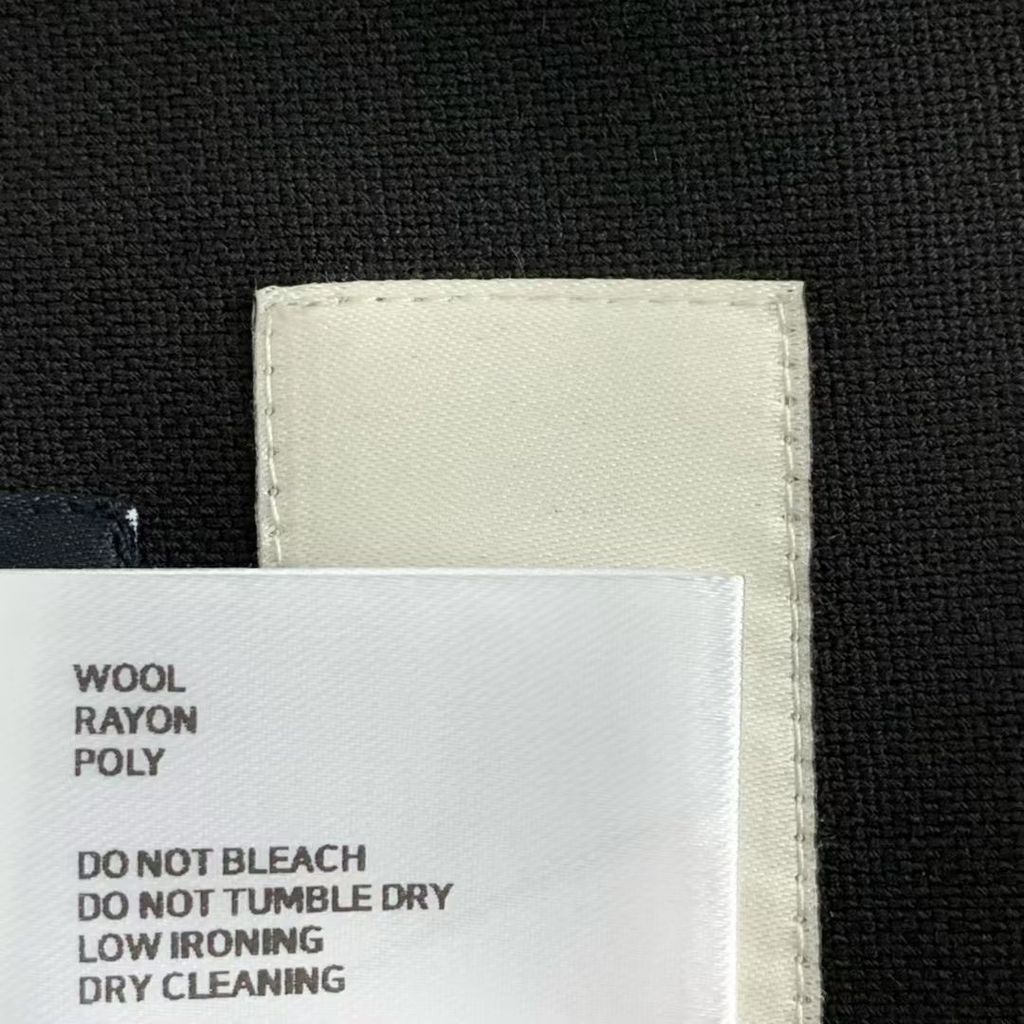 WOOL
RAYON
POLY
DO NOT BLEACH
DO NOT TUMBLE DRY
LOW IRONING
DRY CLEANING